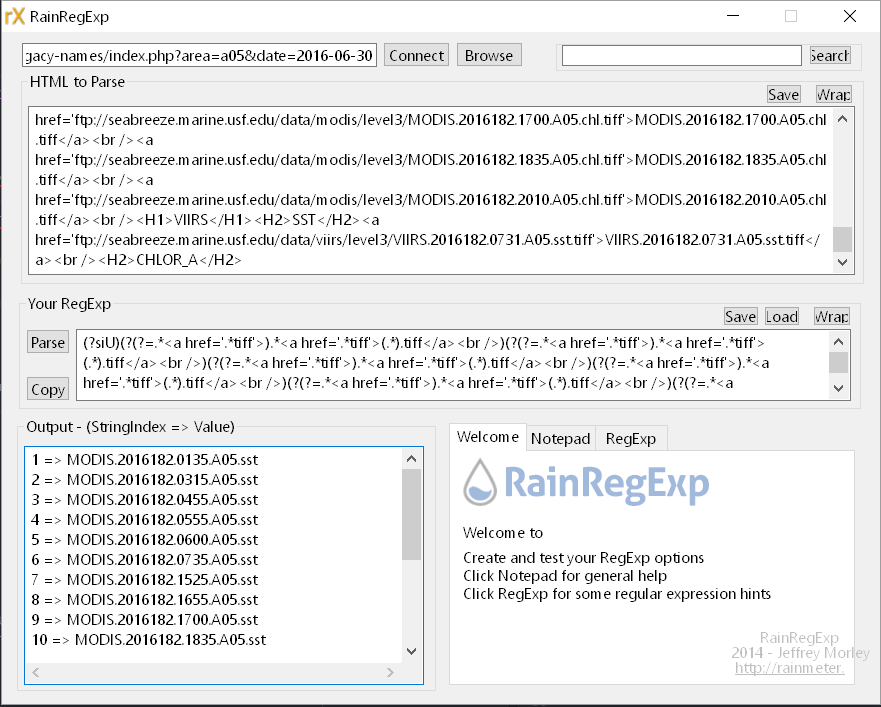 rX RainRegExp
gacy-names/index.php?area=a05&date=2016-06-30 Connect Browse Search
HTML to Parse
Save Wrap
href='ftp://seabreeze.marine.usf.edu/data/modis/level3/MODIS.2016182.1700.A05.chl.tiff'>MODIS.2016182.1700.A05.chl
.tiff</a><br /><a
href='ftp://seabreeze.marine.usf.edu/data/modis/level3/MODIS.2016182.1835.A05.chl.tiff'>MODIS.2016182.1835.A05.chl
.tiff</a><br /><a
href='ftp://seabreeze.marine.usf.edu/data/modis/level3/MODIS.2016182.2010.A05.chl.tiff'>MODIS.2016182.2010.A05.chl
.tiff</a><br /><H1>VIIRS</H1><H2>SST</H2><a
href='ftp://seabreeze.marine.usf.edu/data/viirs/level3/VIIRS.2016182.0731.A05.sst.tiff'>VIIRS.2016182.0731.A05.sst.tiff</
a><br /><H2>CHLOR_A</H2>
Your RegExp
Save Load Wrap
Parse
Copy
(?siU)(?(?=.*<a href='.*tiff'>).*<a href='.*tiff'>(.*).tiff</a><br />)(?(?=.*<a href='.*tiff'>).*<a href='.*tiff'>
(.*).tiff</a><br />)(?(?=.*<a href='.*tiff'>).*<a href='.*tiff'>(.*).tiff</a><br />)(?(?=.*<a href='.*tiff'>).*<a
href='.*tiff'>(.*).tiff</a><br />)(?(?=.*<a href='.*tiff'>).*<a href='.*tiff'>(.*).tiff</a><br />)(?(?=.*<a
Output - (StringIndex => Value)
1 => MODIS.2016182.0135.A05.sst
2 => MODIS.2016182.0315.A05.sst
3 => MODIS.2016182.0455.A05.sst
4 => MODIS.2016182.0555.A05.sst
5 => MODIS.2016182.0600.A05.sst
6 => MODIS.2016182.0735.A05.sst
7 => MODIS.2016182.1525.A05.sst
8 => MODIS.2016182.1655.A05.sst
9 => MODIS.2016182.1700.A05.sst
10 => MODIS.2016182.1835.A05.sst
Welcome Notepad RegExp
RainRegExp
Welcome to
Create and test your RegExp options
Click Notepad for general help
Click RegExp for some regular expression hints
RainRegExp
2014 - Jeffrey Morley
http://rainmeter.